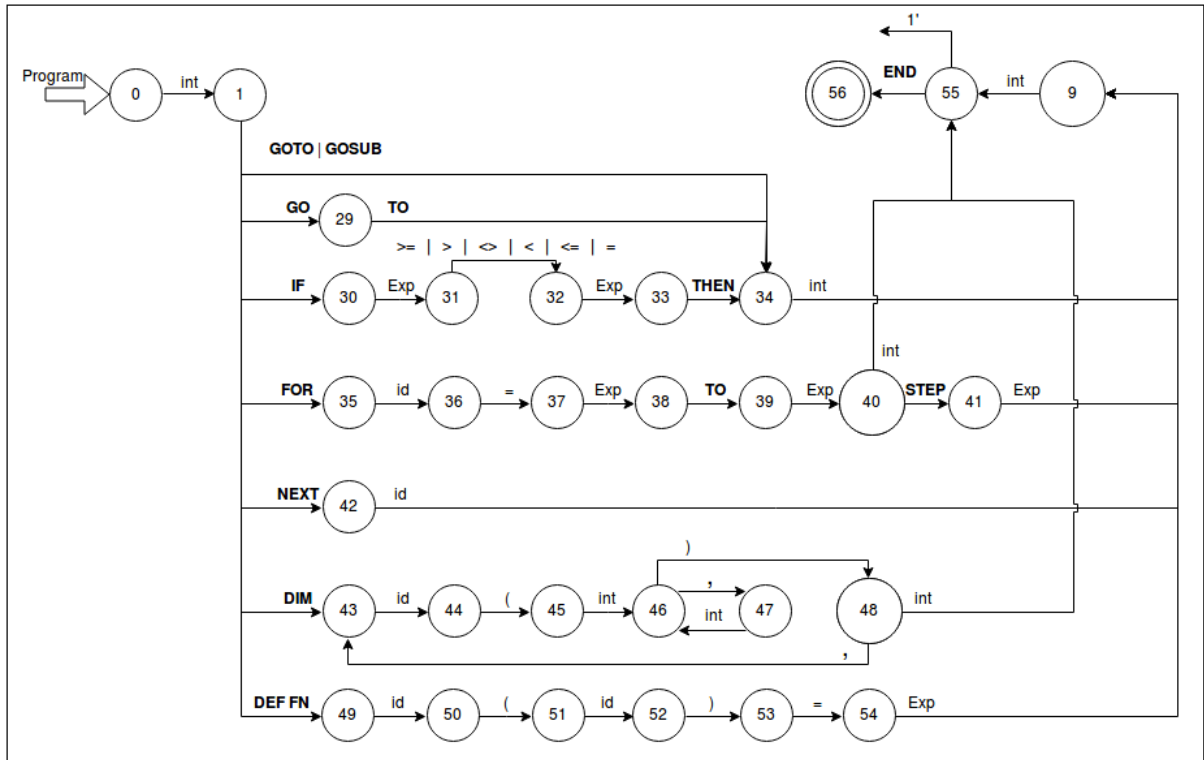 1'
Program 0 int 1
56 END 55 int 9
GOTO | GOSUB
GO 29 TO
>= | > | <> | < | <= | =
IF 30 Exp 31 32 Exp 33 THEN 34 int
int
FOR 35 id 36 = 37 Exp 38 TO 39 Exp 40 STEP 41 Exp
NEXT 42 id
)
,
DIM 43 id 44 ( 45 int 46 int 47 48 int
,
DEF FN 49 id 50 ( 51 id 52 ) 53 = 54 Exp